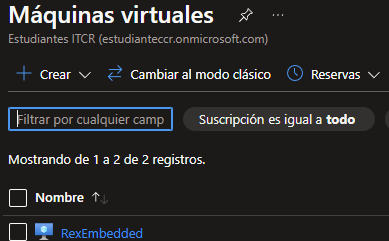 Máquinas virtuales
Estudiantes ITCR (estudianteccr.onmicrosoft.com)
Crear Cambiar al modo clásico Reservas
Filtrar por cualquier camp Suscripción es igual a todo
Mostrando de 1 a 2 de 2 registros.
Nombre
RexEmbedded